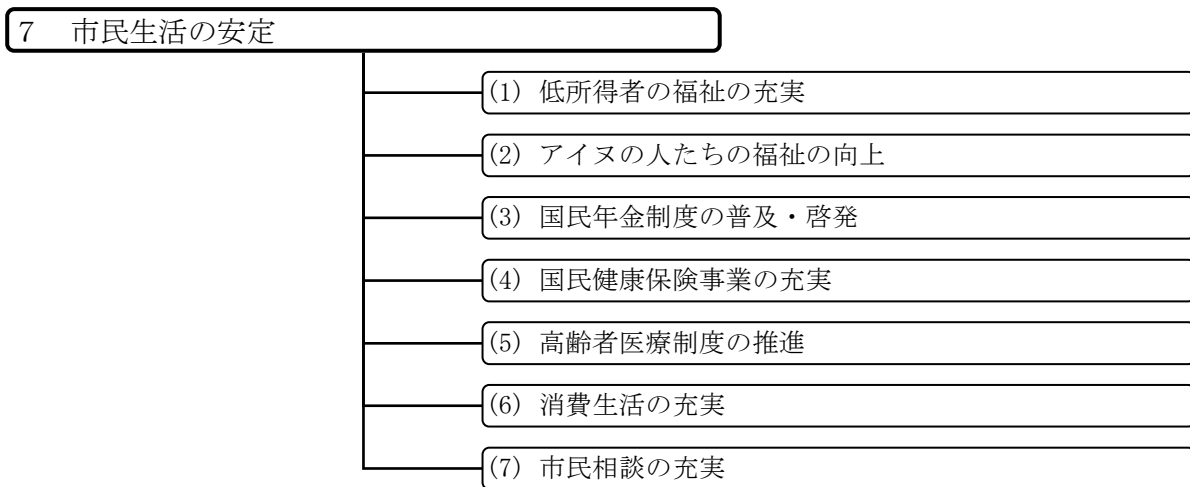 ７　市民生活の安定
(1) 低所得者の福祉の充実
(2) アイヌの人たちの福祉の向上
(3) 国民年金制度の普及・啓発
(4) 国民健康保険事業の充実
(5) 高齢者医療制度の推進
(6) 消費生活の充実
(7) 市民相談の充実